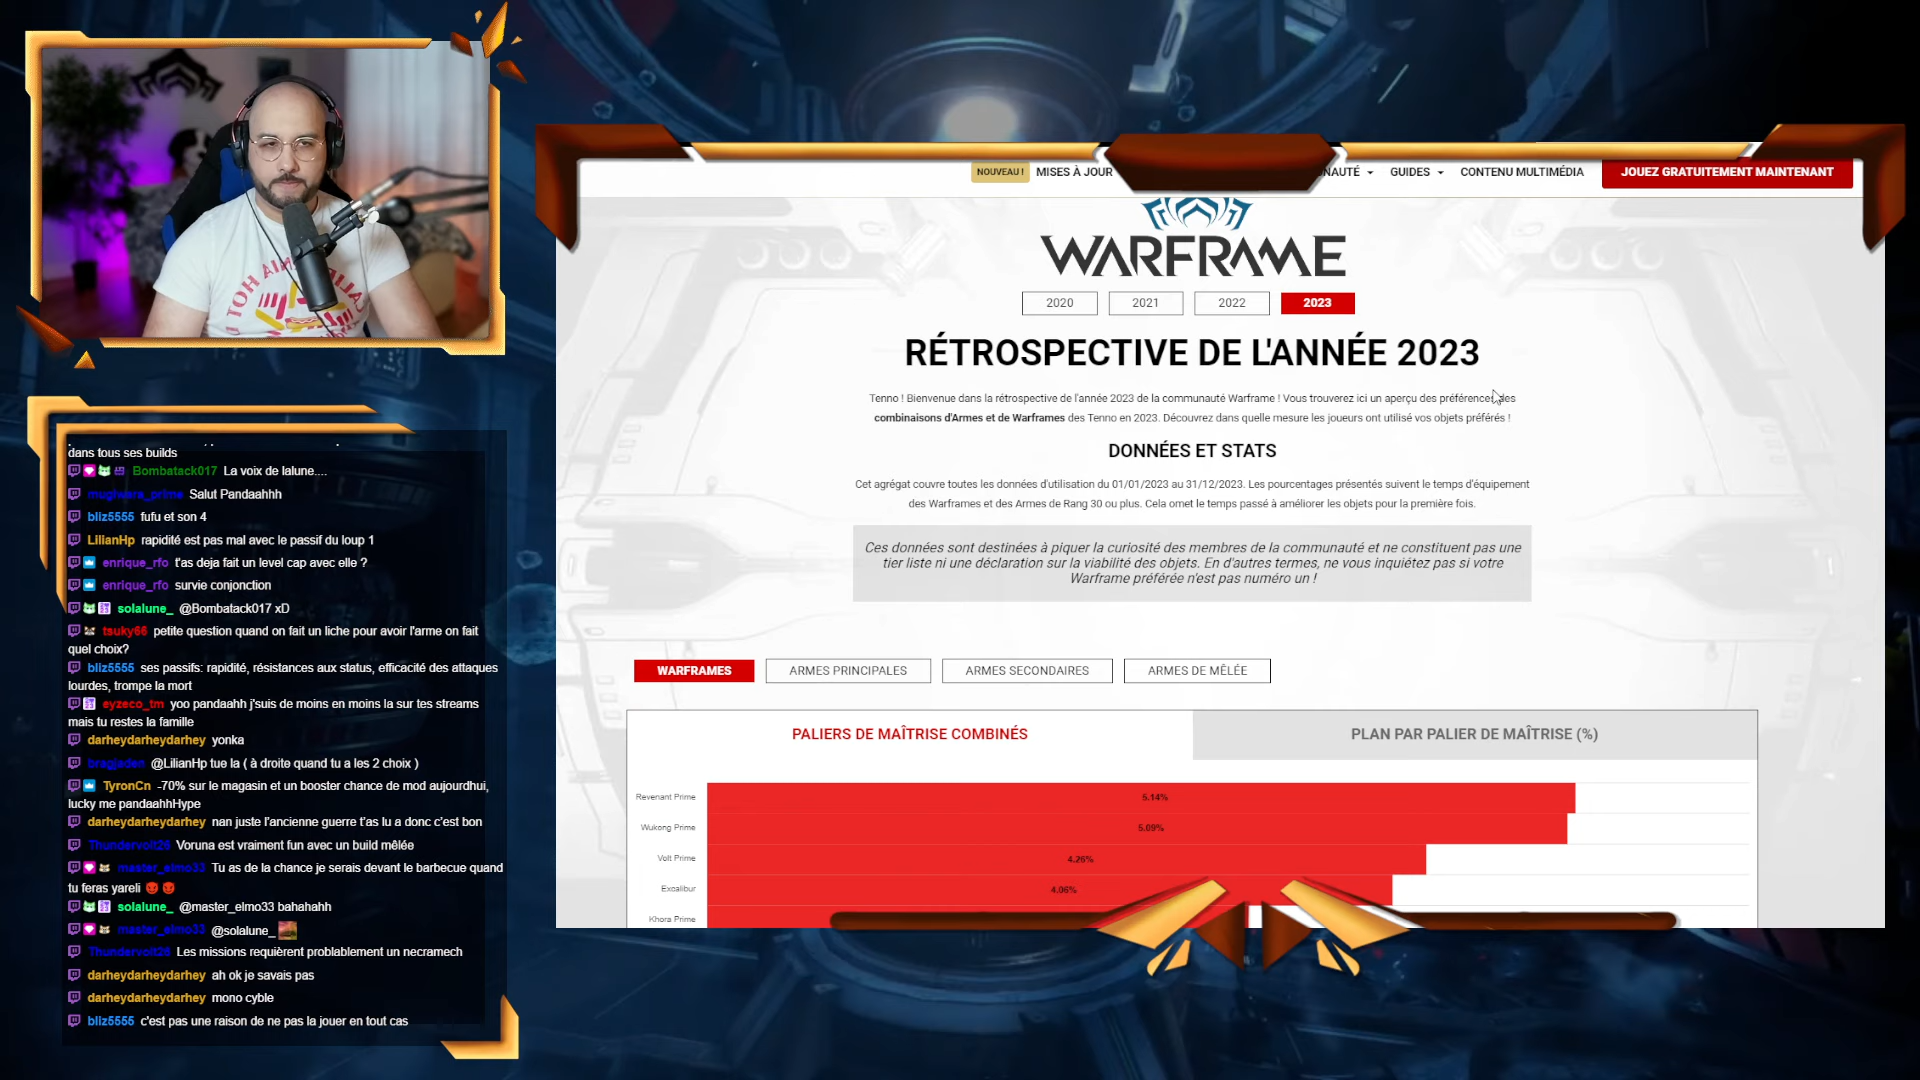 dans tous ses builds
Bombatack017 La voix de lalune....
mugiwara_prime Salut Pandaahhh
bliz5555 fufu et son 4
LilianHp rapidité est pas mal avec le passif du loup 1
enrique_rfo t'as deja fait un level cap avec elle ?
enrique_rfo survie conjonction
solalune_ @Bombatack017 xD
tsuky66 petite question quand on fait un liche pour avoir l'arme on fait
quel choix?
bliz5555 ses passifs: rapidité, résistances aux status, efficacité des attaques
lourdes, trompe la mort
eyzeco_tm yoo pandaahh j'suis de moins en moins la sur tes streams
mais tu restes la famille
darheydarheydarhey yonka
bragjaden @LilianHp tue la ( à droite quand tu a les 2 choix )
TyronCn -70% sur le magasin et un booster chance de mod aujourdhui,
lucky me pandaahhHype
darheydarheydarhey nan juste l'ancienne guerre t'as lu a donc c'est bon
Thundervolt26 Voruna est vraiment fun avec un build mêlée
master_elmo33 Tu as de la chance je serais devant le barbecue quand
tu feras yareli
solalune_ @master_elmo33 bahahahh
master_elmo33 @solalune_
Thundervolt26 Les missions requièrent problablement un necramech
darheydarheydarhey ah ok je savais pas
darheydarheydarhey mono cyble
bliz5555 c'est pas une raison de ne pas la jouer en tout cas
NOUVEAU !
MISES À JOUR
NAUTÉ
GUIDES
CONTENU MULTIMÉDIA
JOUEZ GRATUITEMENT MAINTENANT
WARFRAME
2020
2021
2022
2023
RÉTROSPECTIVE DE L'ANNÉE 2023
Tenno ! Bienvenue dans la rétrospective de l'année 2023 de la communauté Warframe ! Vous trouverez ici un aperçu des préférences des
combinaisons d'Armes et de Warframes des Tenno en 2023. Découvrez dans quelle mesure les joueurs ont utilisé vos objets préférés !
DONNÉES ET STATS
Cet agrégat couvre toutes les données d'utilisation du 01/01/2023 au 31/12/2023. Les pourcentages présentés suivent le temps d'équipement
des Warframes et des Armes de Rang 30 ou plus. Cela omet le temps passé à améliorer les objets pour la première fois.
Ces données sont destinées à piquer la curiosité des membres de la communauté et ne constituent pas une
tier liste ni une déclaration sur la viabilité des objets. En d'autres termes, ne vous inquiétez pas si votre
Warframe préférée n'est pas numéro un !
WARFRAMES
ARMES PRINCIPALES
ARMES SECONDAIRES
ARMES DE MÊLÉE
PALIERS DE MAÎTRISE COMBINÉS
PLAN PAR PALIER DE MAÎTRISE (%)
Revenant Prime 5.14%
Wukong Prime 5.09%
Volt Prime 4.26%
Excalibur 4.06%
Khora Prime